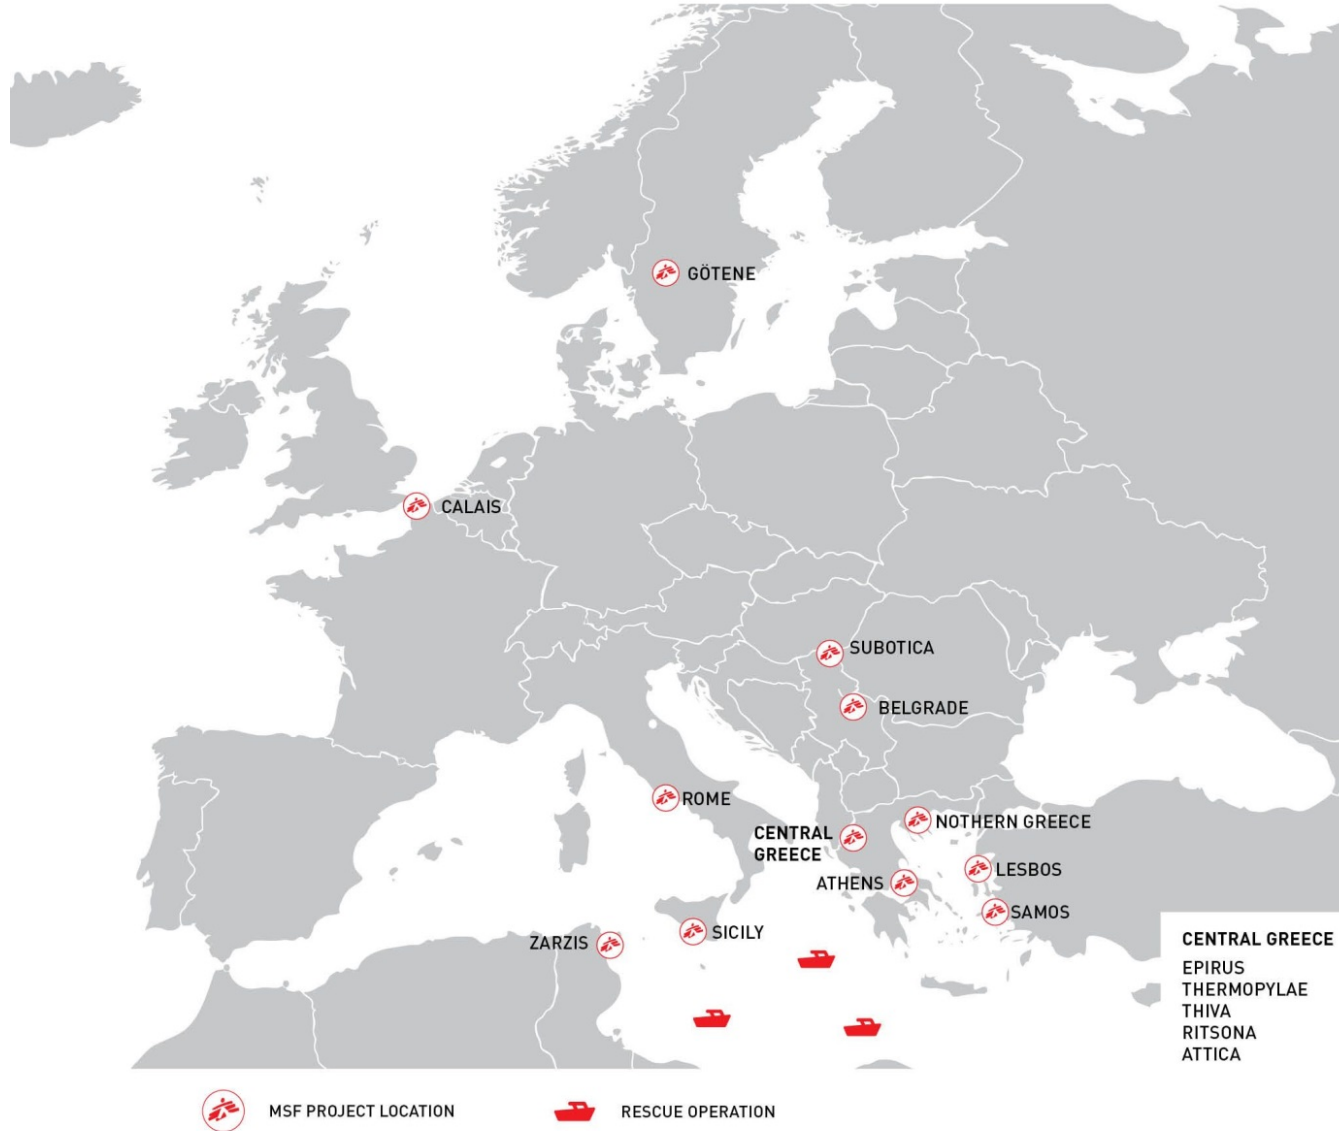 GÖTENE
CALAIS
SUBOTICA
BELGRADE
ROME
NOTHERN GREECE
CENTRAL
GREECE
LESBOS
ATHENS
SAMOS
SICILY
ZARZIS
CENTRAL GREECE
EPIRUS
THERMOPYLAE
THIVA
RITSONA
ATTICA
MSF PROJECT LOCATION
RESCUE OPERATION